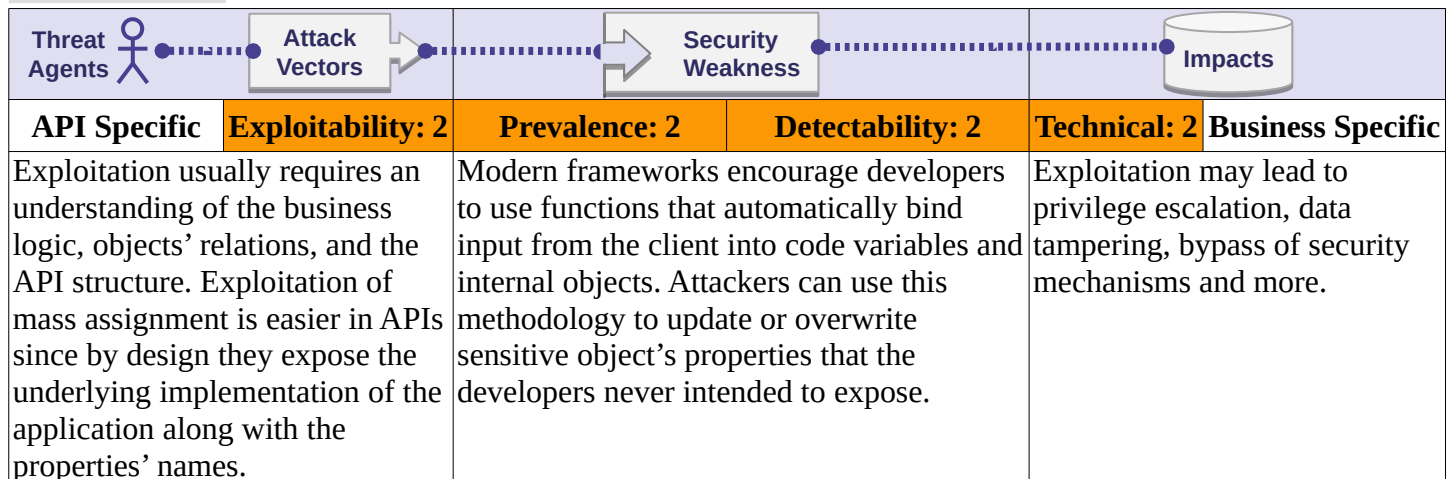 Threat
Agents
Attack
Vectors
Security
Weakness
Impacts
API Specific
Exploitability: 2
Prevalence: 2
Detectability: 2
Technical: 2
Business Specific
Exploitation usually requires an
understanding of the business
logic, objects’ relations, and the
API structure. Exploitation of
mass assignment is easier in APIs
since by design they expose the
underlying implementation of the
application along with the
properties’ names.
Modern frameworks encourage developers
to use functions that automatically bind
input from the client into code variables and
internal objects. Attackers can use this
methodology to update or overwrite
sensitive object’s properties that the
developers never intended to expose.
Exploitation may lead to
privilege escalation, data
tampering, bypass of security
mechanisms and more.